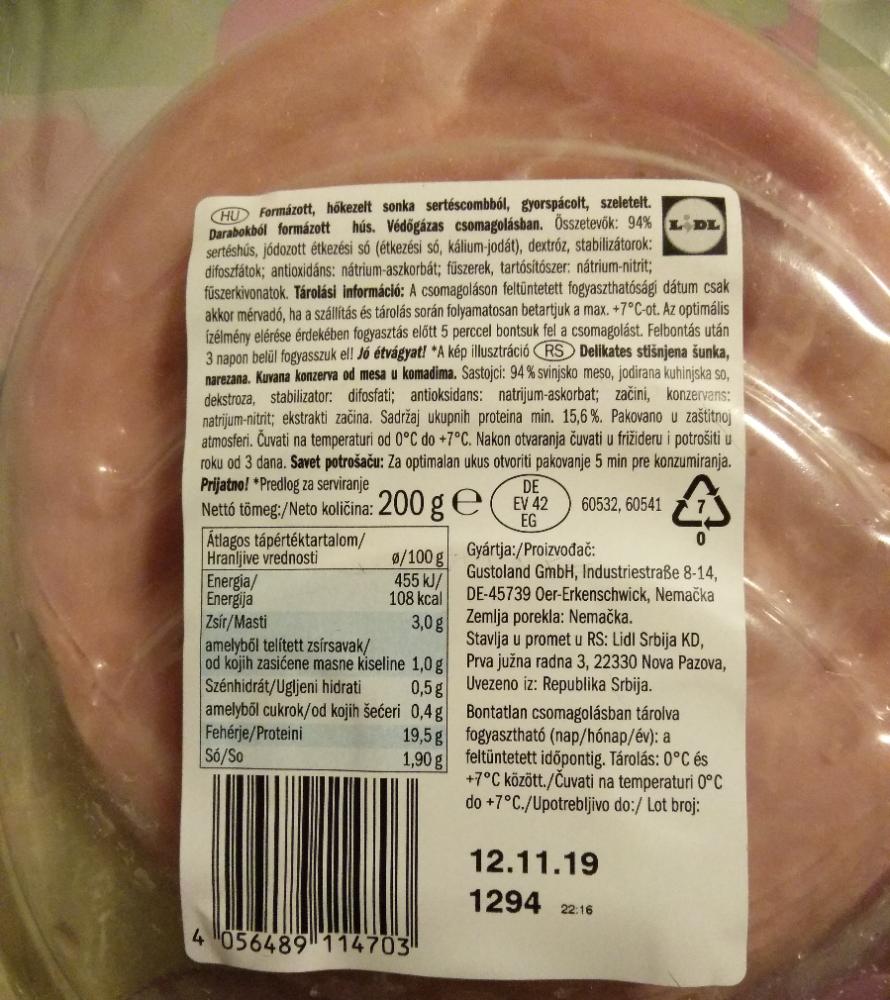 HU Formázott, hőkezelt sonka sertéscombból, gyorspácolt, szeletelt.
Darabokból formázott hús. Védőgázas csomagolásban. Összetevők: 94%
sertéshús, jódozott étkezési só (étkezési só, kálium-jodát), dextróz, stabilizátorok:
difoszfátok; antioxidáns: nátrium-aszkorbát; fűszerek, tartósítószer: nátrium-nitrit;
fűszerkivonatok. Tárolási információ: A csomagoláson feltüntetett fogyaszthatósági dátum csak
akkor mérvadó, ha a szállítás és tárolás során folyamatosan betartjuk a max. +7°C-ot. Az optimális
ízélmény elérése érdekében fogyasztás előtt 5 perccel bontsuk fel a csomagolást. Felbontás után
3 napon belül fogyasszuk el! Jó étvágyat! *A kép illusztráció RS Delikates stišnjena šunka,
narezana. Kuvana konzerva od mesa u komadima. Sastojci: 94% svinjsko meso, jodirana kuhinjska so,
dekstroza, stabilizator: difosfati; antioksidans: natrijum-askorbat; začini, konzervans:
natrijum-nitrit; ekstrakti začina. Sadržaj ukupnih proteina min. 15,6%. Pakovano u zaštitnoj
atmosferi. Čuvati na temperaturi od 0°C do +7°C. Nakon otvaranja čuvati u frižideru i potrošiti u
roku od 3 dana. Savet potrošaču: Za optimalan ukus otvoriti pakovanje 5 min pre konzumiranja.
Prijatno! *Predlog za serviranje
Nettó tömeg:/Neto količina: 200 g e
LIDL
DE
EV 42
EG
60532, 60541
7
0
Átlagos tápértéktartalom/
Hranljive vrednosti ø/100 g
Energia/ 455 kJ/
Energija 108 kcal
Zsír/Masti 3,0 g
amelyből telített zsírsavak/
od kojih zasićene masne kiseline 1,0 g
Szénhidrát/Ugljeni hidrati 0,5 g
amelyből cukrok/od kojih šećeri 0,4 g
Fehérje/Proteini 19,5 g
Só/So 1,90 g
4 056489 114703
Gyártja:/Proizvođač:
Gustoland GmbH, Industriestraße 8-14,
DE-45739 Oer-Erkenschwick, Nemačka
Zemlja porekla: Nemačka.
Stavlja u promet u RS: Lidl Srbija KD,
Prva južna radna 3, 22330 Nova Pazova,
Uvezeno iz: Republika Srbija.
Bontatlan csomagolásban tárolva
fogyasztható (nap/hónap/év): a
feltüntetett időpontig. Tárolás: 0°C és
+7°C között./Čuvati na temperaturi 0°C
do +7°C./Upotrebljivo do:/ Lot broj:
12.11.19
1294 22:16